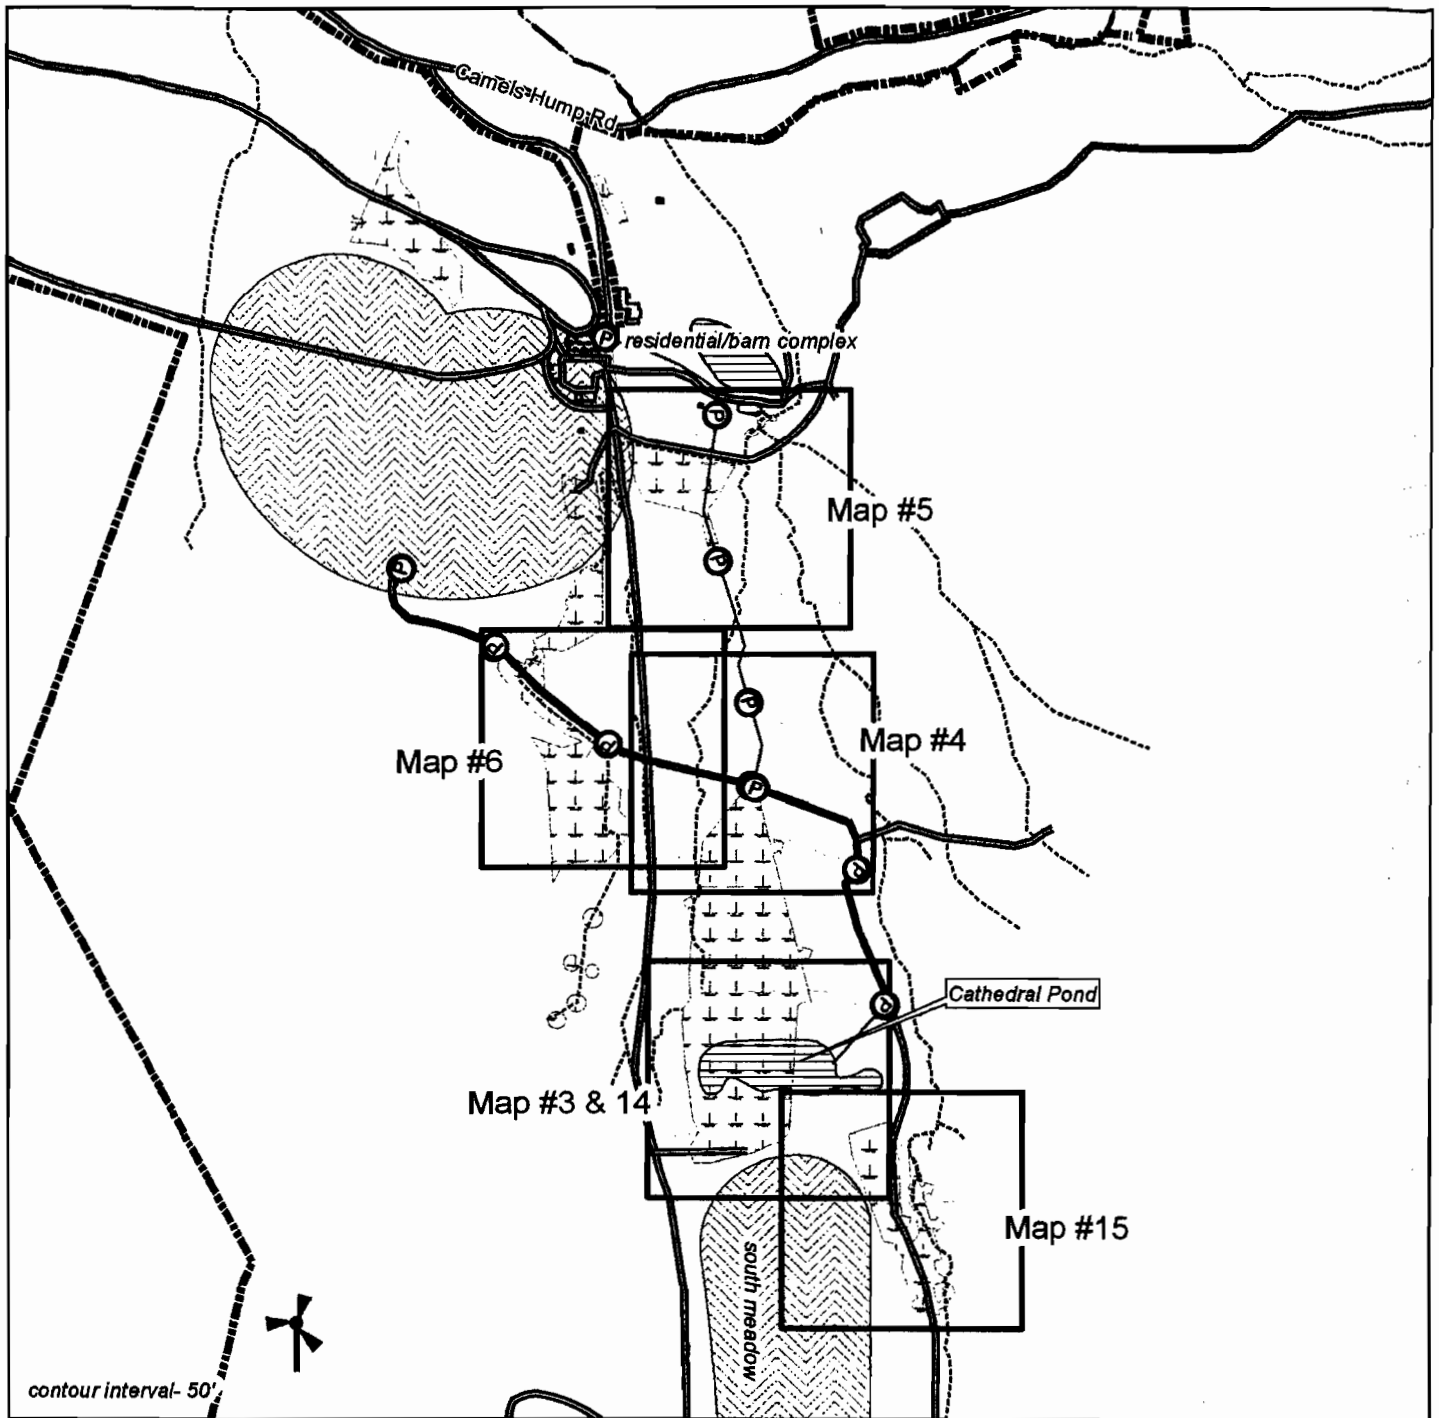 Camels Hump Rd
P
residential/barn complex
P
Map #5
P
P
P
P
Map #6
P
Map #4
P
P
P
Cathedral Pond
Map #3 & 14
Map #15
south meadow
contour interval- 50'